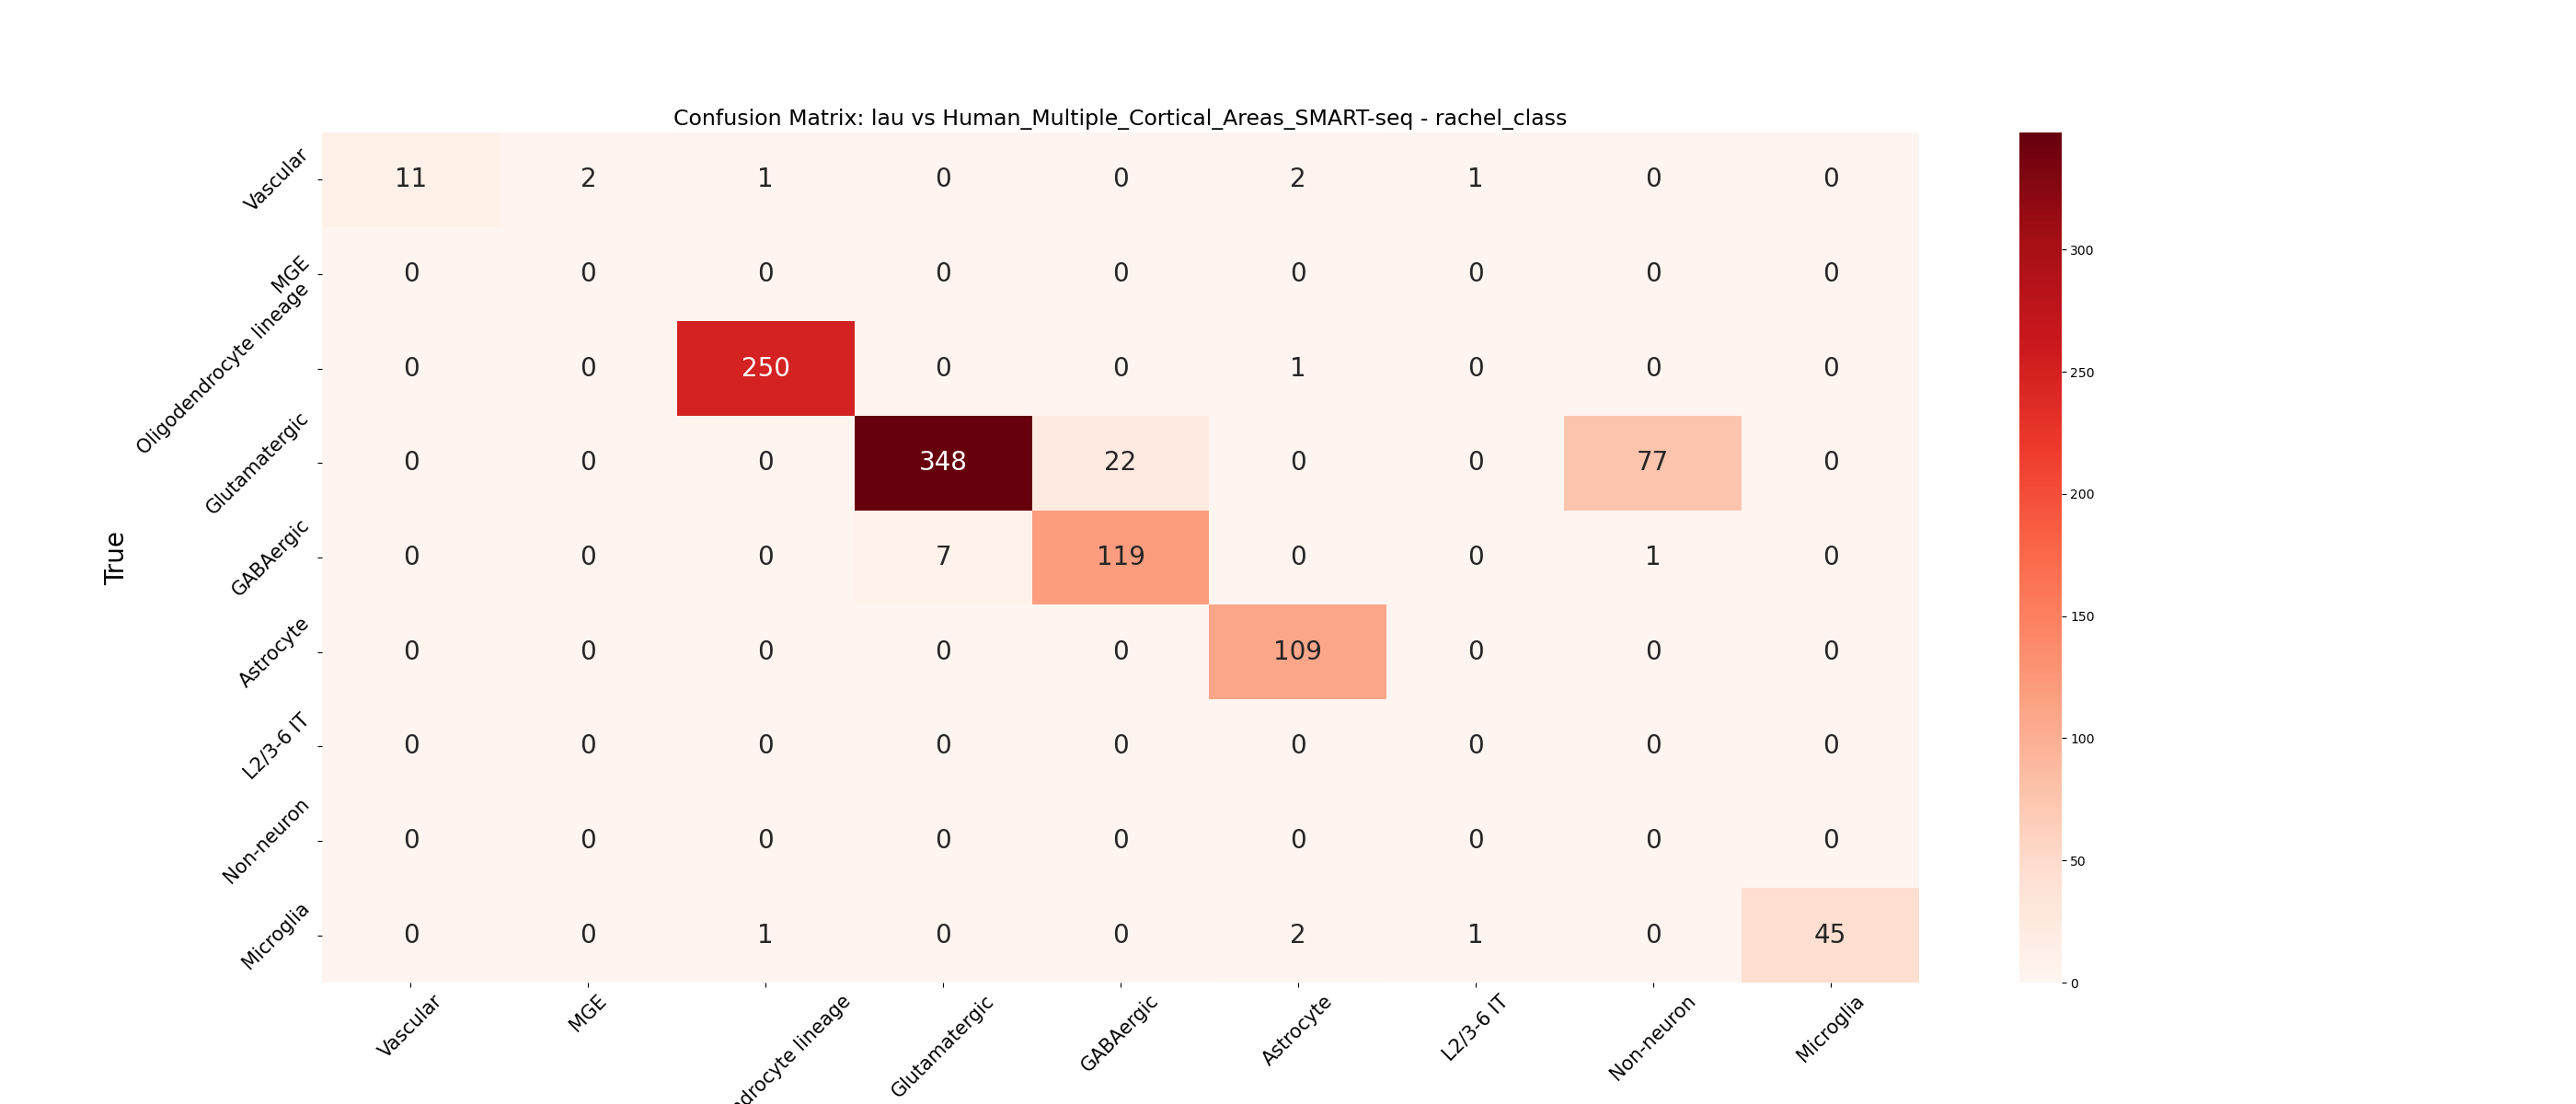 Confusion Matrix: lau vs Human_Multiple_Cortical_Areas_SMART-seq - rachel_class
Vascular 11 2 1 0 0 2 1 0 0
MGE 0 0 0 0 0 0 0 0 0
Oligodendrocyte lineage 0 0 250 0 0 1 0 0 0
Glutamatergic 0 0 0 348 22 0 0 77 0
GABAergic 0 0 0 7 119 0 0 1 0
Astrocyte 0 0 0 0 0 109 0 0 0
L2/3-6 IT 0 0 0 0 0 0 0 0 0
Non-neuron 0 0 0 0 0 0 0 0 0
Microglia 0 0 1 0 0 2 1 0 45
True
Vascular MGE ndrocyte lineage Glutamatergic GABAergic Astrocyte L2/3-6 IT Non-neuron Microglia
300
250
200
150
100
50
0